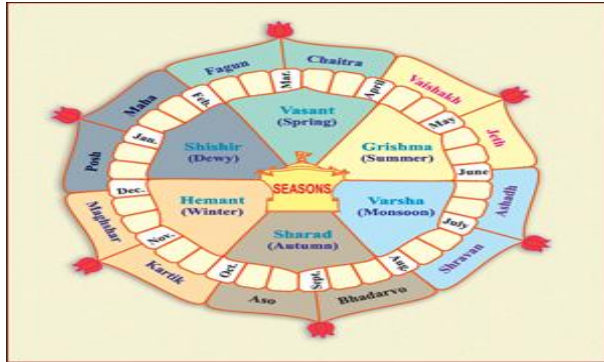 Fagun
Chaitra
Vaishakh
Jeth
Ashadh
Shravan
Bhadarvo
Aso
Kartik
Maghshar
Posh
Maha
Mar.
April
May
June
July
Aug.
Sept.
Oct.
Nov.
Dec.
Jan.
Feb.
Vasant
(Spring)
Grishma
(Summer)
Varsha
(Monsoon)
Sharad
(Autumn)
Hemant
(Winter)
Shishir
(Dewy)
SEASONS